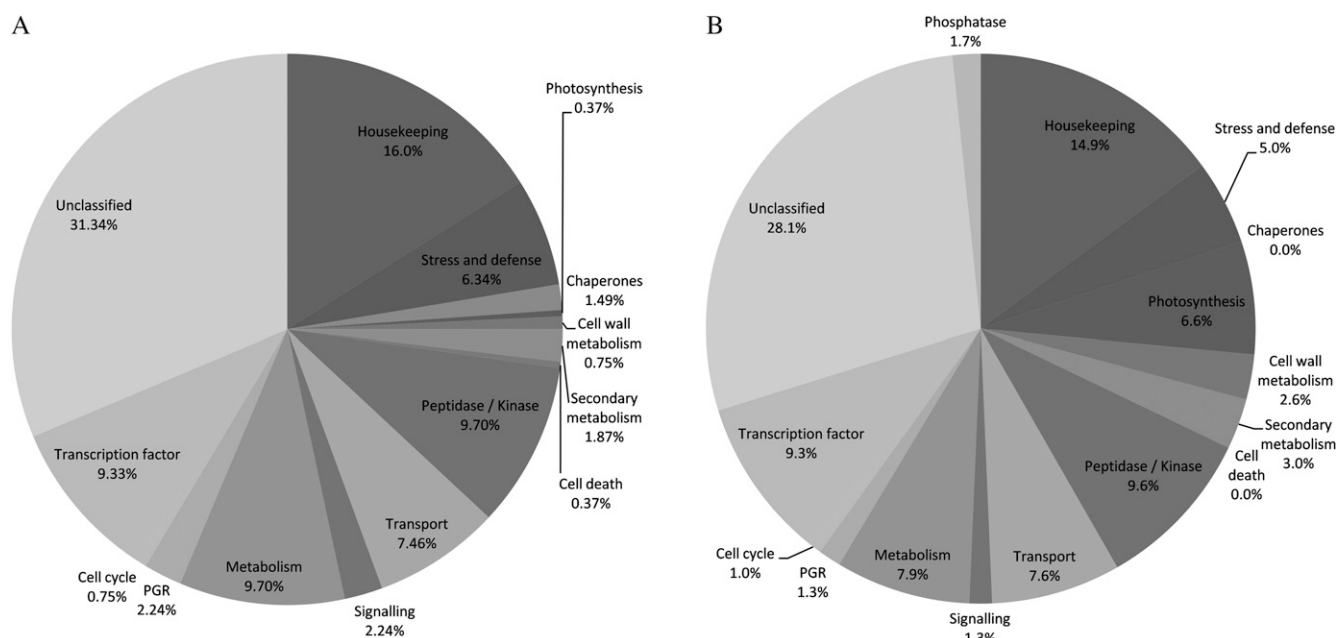 A
Photosynthesis
0.37%
Housekeeping
16.0%
Unclassified
31.34%
Stress and defense
6.34%
Chaperones
1.49%
Cell wall
metabolism
0.75%
Secondary
metabolism
1.87%
Peptidase / Kinase
9.70%
Cell death
0.37%
Transcription factor
9.33%
Transport
7.46%
Metabolism
9.70%
Cell cycle
0.75%
PGR
2.24%
Signalling
2.24%
B
Phosphatase
1.7%
Housekeeping
14.9%
Stress and defense
5.0%
Unclassified
28.1%
Chaperones
0.0%
Photosynthesis
6.6%
Cell wall
metabolism
2.6%
Secondary
metabolism
3.0%
Cell
death
0.0%
Transcription factor
9.3%
Peptidase / Kinase
9.6%
Cell cycle
1.0%
PGR
1.3%
Metabolism
7.9%
Transport
7.6%
Signalling
1.3%